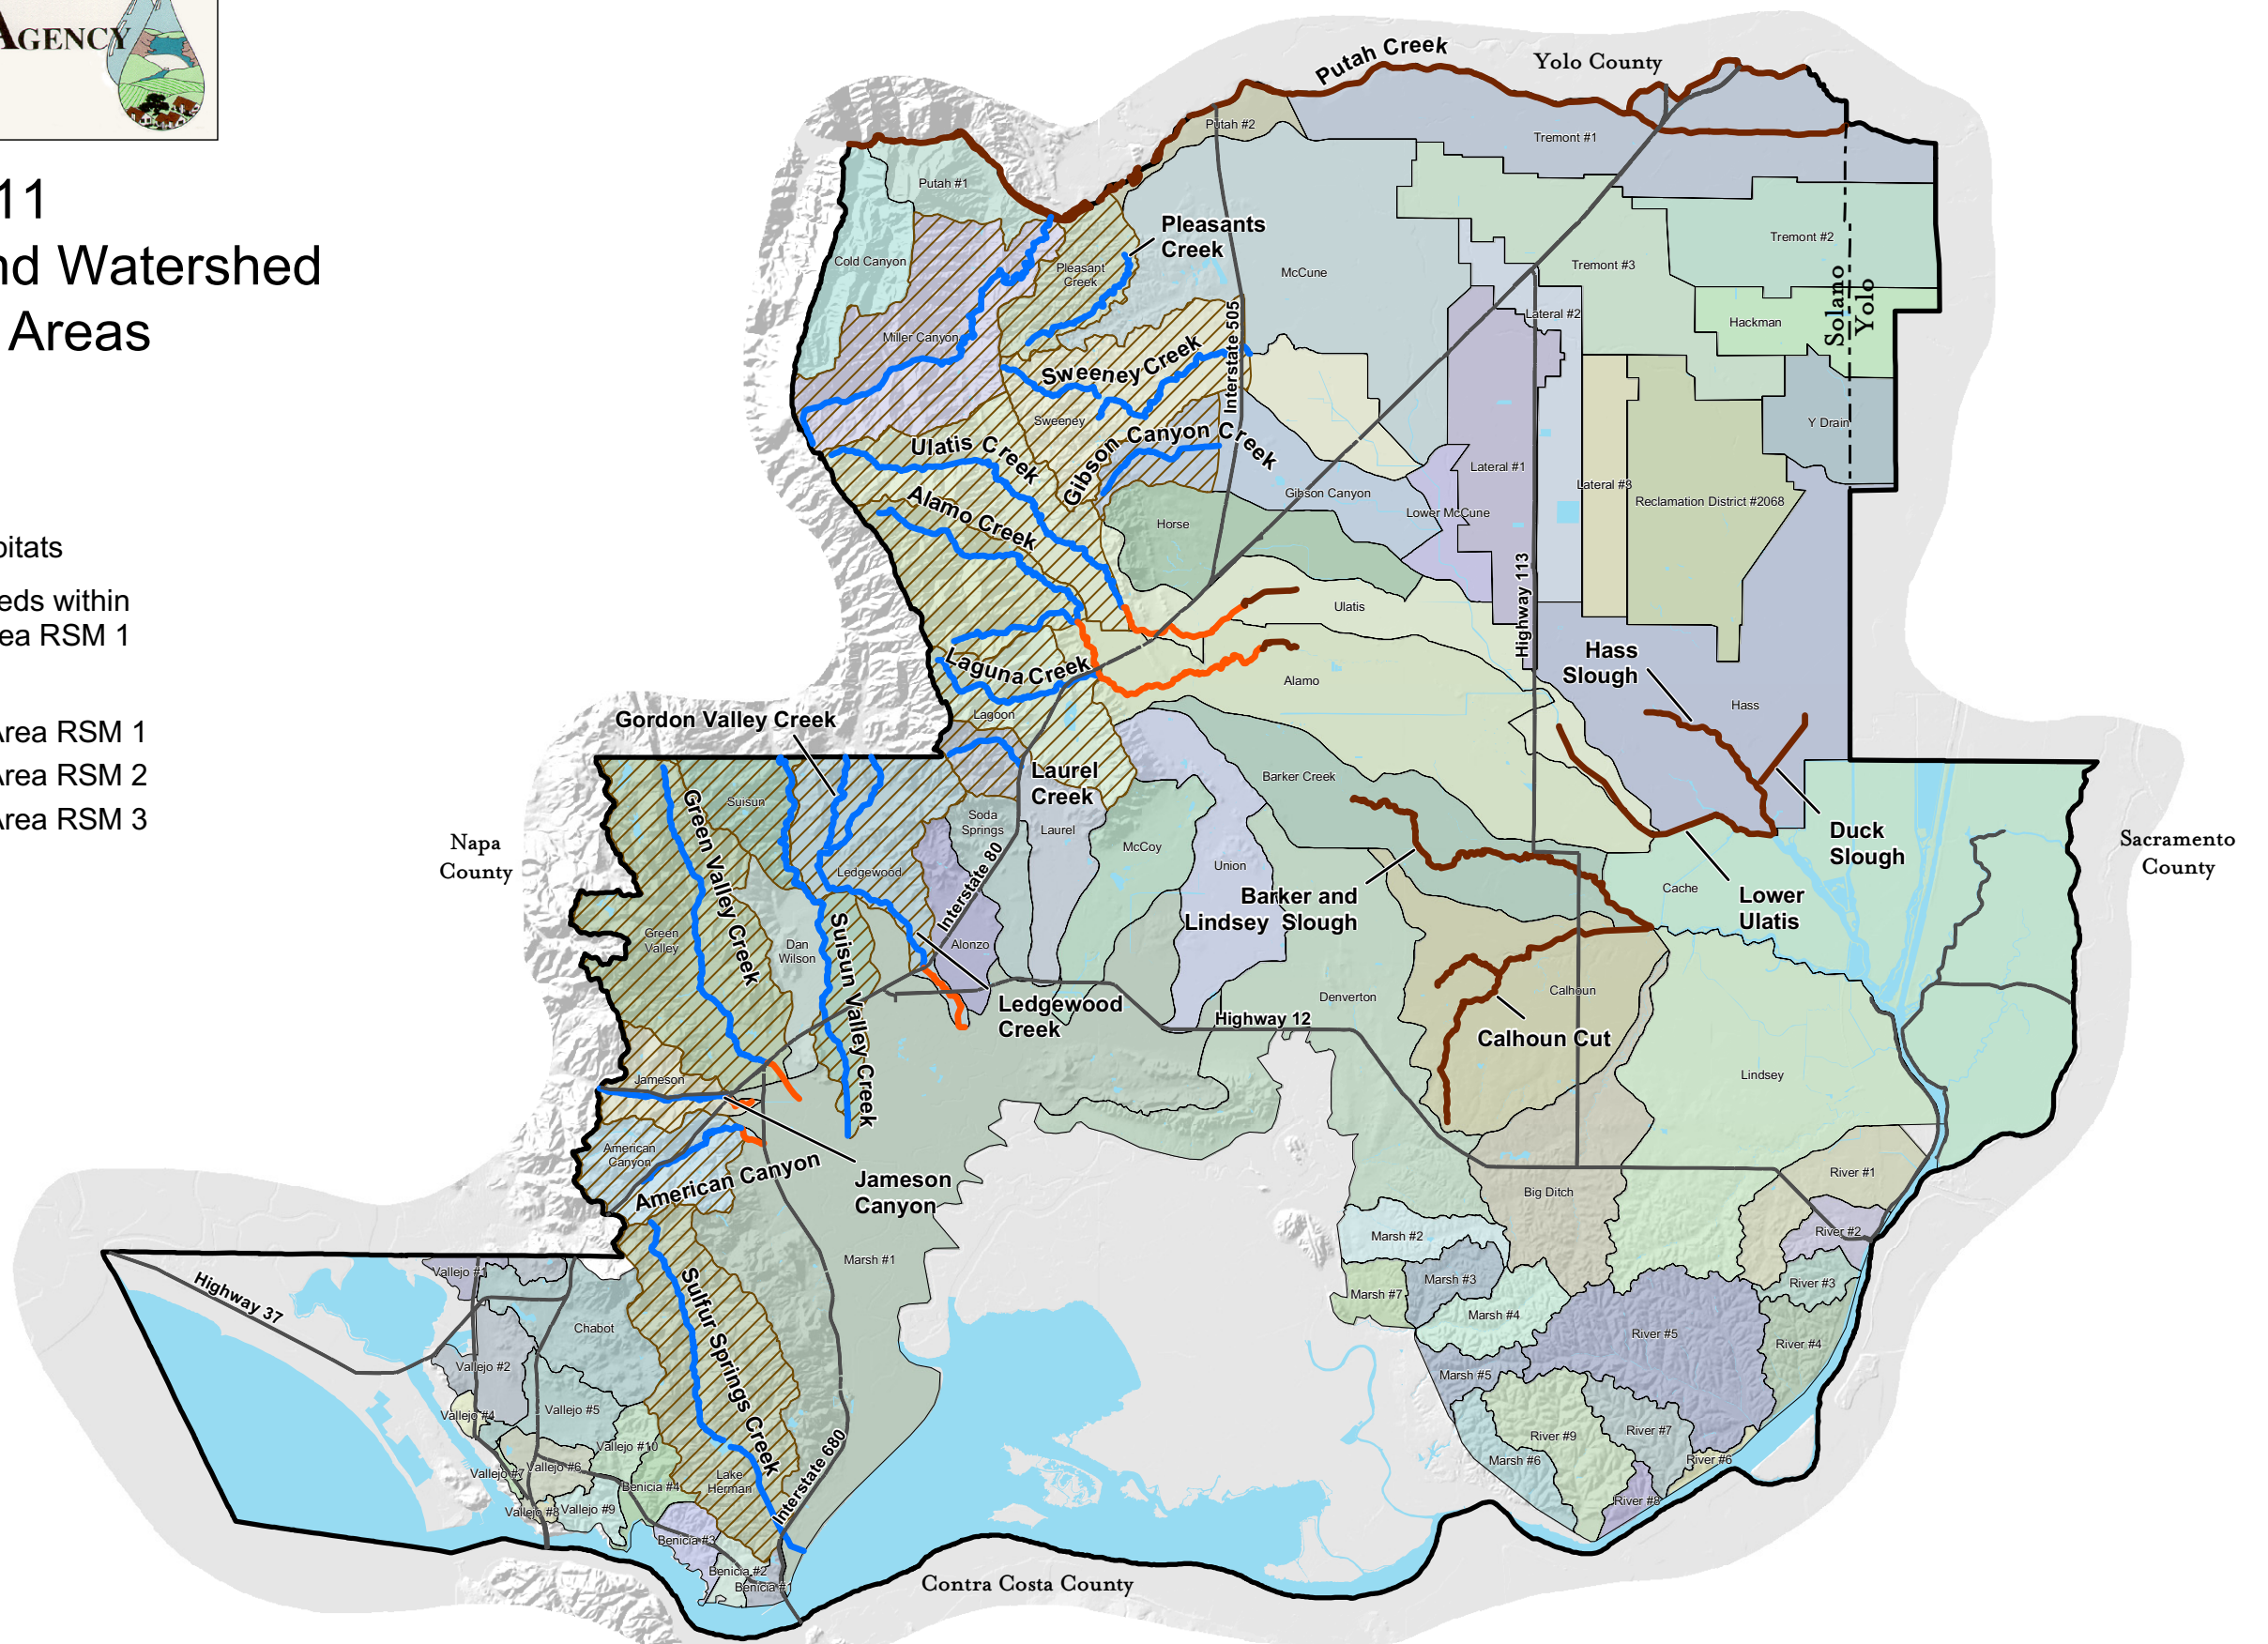 AGENCY
11
nd Watershed
Areas
bitats
eds within
ea RSM 1
Area RSM 1
Area RSM 2
Area RSM 3
Putah Creek
Yolo County
Putah #2
Tremont #1
Putah #1
Pleasants
Creek
Tremont #2
Cold Canyon
Pleasant
Creek
McCune
Tremont #3
Solano
Yolo
Lateral #2
Hackman
Miller Canyon
Interstate 505
Sweeney Creek
Sweeney
Y Drain
Ulatis Creek
Gibson Canyon Creek
Lateral #1
Lateral #3
Reclamation District #2068
Gibson Canyon
Lower McCune
Alamo Creek
Horse
Highway 113
Ulatis
Hass
Slough
Laguna Creek
Alamo
Hass
Lagoon
Gordon Valley Creek
Laurel
Creek
Barker Creek
Suisun
Green Valley Creek
Soda
Springs
Laurel
Duck
Slough
Napa
County
Sacramento
County
McCoy
Union
Ledgewood
Interstate 80
Cache
Barker and
Lindsey Slough
Lower
Ulatis
Green
Valley
Dan
Wilson
Suisun Valley Creek
Alonzo
Ledgewood
Creek
Denverton
Calhoun
Highway 12
Calhoun Cut
Jameson
Lindsey
American
Canyon
American Canyon
Jameson
Canyon
River #1
Big Ditch
Marsh #2
River #2
Marsh #1
Vallejo #1
Highway 37
Marsh #3
River #3
Marsh #7
Marsh #4
Sulfur Springs Creek
Chabot
River #5
River #4
Vallejo #2
Marsh #5
Vallejo #4
Vallejo #5
River #9
River #7
Vallejo #10
Marsh #6
River #6
Vallejo #7
Vallejo #6
Benicia #4
Lake
Herman
Interstate 680
River #8
Vallejo #8
Vallejo #9
Benicia #3
Benicia #2
Benicia #1
Contra Costa County